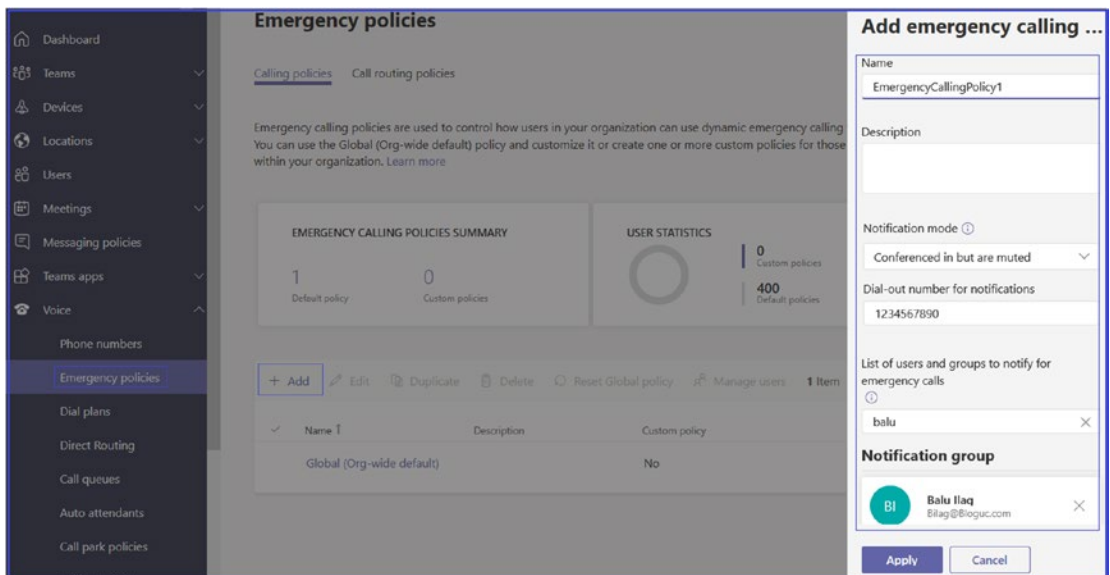 Dashboard
Teams
Devices
Locations
Users
Meetings
Messaging policies
Teams apps
Voice
Phone numbers
Emergency policies
Dial plans
Direct Routing
Call queues
Auto attendants
Call park policies
Emergency policies
Calling policies Call routing policies
Emergency calling policies are used to control how users in your organization can use dynamic emergency calling
You can use the Global (Org-wide default) policy and customize it or create one or more custom policies for those
within your organization. Learn more
EMERGENCY CALLING POLICIES SUMMARY
1 0
Default policy Custom policies
USER STATISTICS
0
Custom policies
400
Default policies
+ Add Edit Duplicate Delete Reset Global policy Manage users 1 Item
Name ↑ Description Custom policy
Global (Org-wide default) No
Add emergency calling ...
Name
EmergencyCallingPolicy1
Description
Notification mode
Conferenced in but are muted
Dial-out number for notifications
1234567890
List of users and groups to notify for
emergency calls
balu
Notification group
BI
Balu Ilag
Bilag@Bloguc.com
Apply Cancel